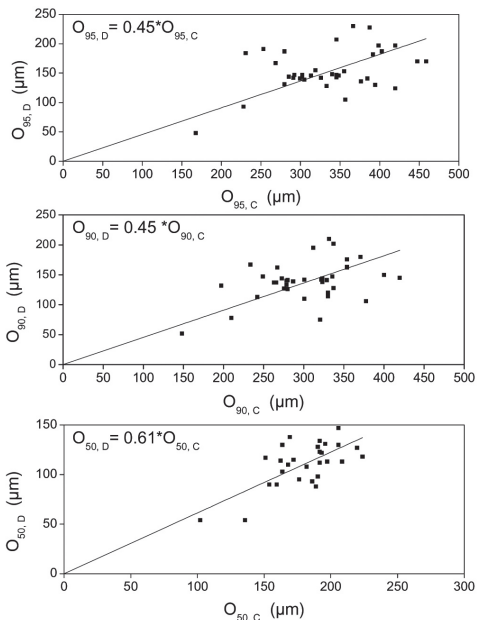 O95, D = 0.45*O95, C
250
200
150
100
50
0
0 50 100 150 200 250 300 350 400 450 500
O95, D (µm)
O95, C (µm)
O90, D = 0.45 *O90, C
250
200
150
100
50
0
0 50 100 150 200 250 300 350 400 450 500
O90, D (µm)
O90, C (µm)
O50, D = 0.61*O50, C
150
100
50
0
0 50 100 150 200 250 300
O50, D (µm)
O50, C (µm)